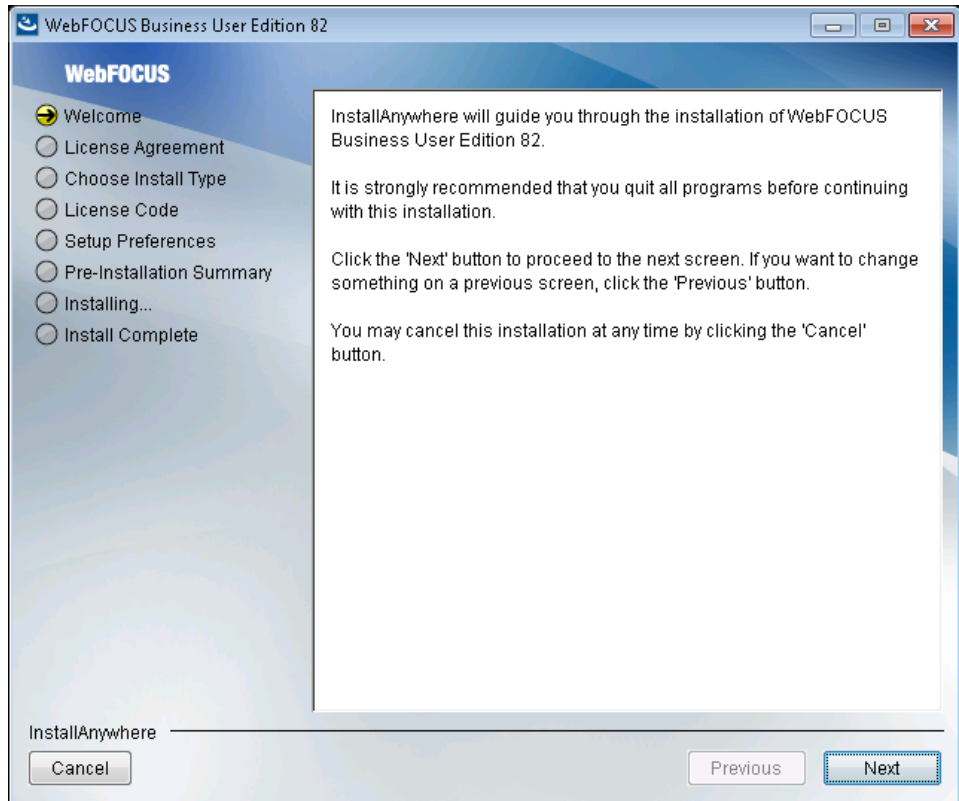 WebFOCUS Business User Edition 82
WebFOCUS
Welcome
License Agreement
Choose Install Type
License Code
Setup Preferences
Pre-Installation Summary
Installing...
Install Complete
InstallAnywhere will guide you through the installation of WebFOCUS
Business User Edition 82.
It is strongly recommended that you quit all programs before continuing
with this installation.
Click the 'Next' button to proceed to the next screen. If you want to change
something on a previous screen, click the 'Previous' button.
You may cancel this installation at any time by clicking the 'Cancel'
button.
InstallAnywhere
Cancel
Previous
Next